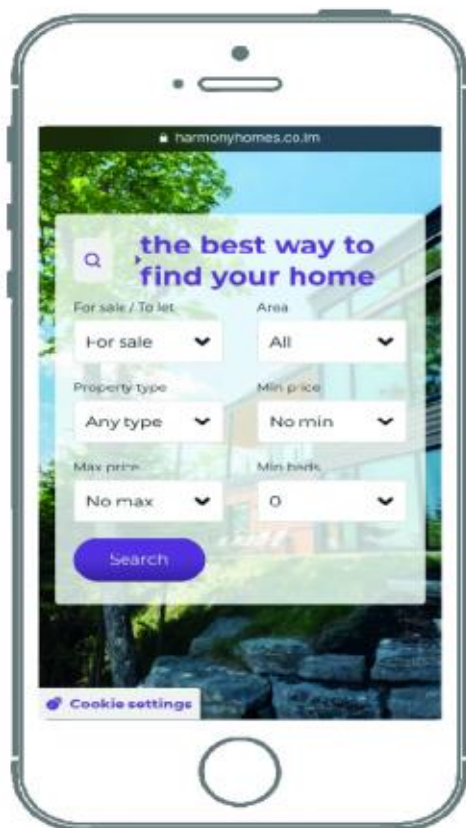 harmonyhomes.co.im
the best way to
find your home
For sale / To let
Area
For sale
All
Property type
Min price
Any type
No min
Max price
Min beds
No max
0
Search
Cookie settings